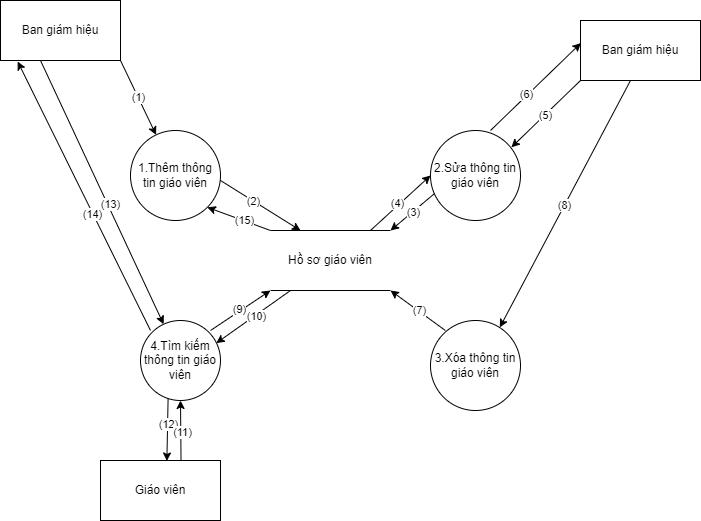 Ban giám hiệu
Ban giám hiệu
(1)
(6)
(5)
1.Thêm thông
tin giáo viên
2.Sửa thông tin
giáo viên
(2)
(4)
(3)
(13)
(14)
(15)
(8)
Hồ sơ giáo viên
(9)
(10)
(7)
4.Tìm kiếm
thông tin giáo
viên
3.Xóa thông tin
giáo viên
(12)
(11)
Giáo viên